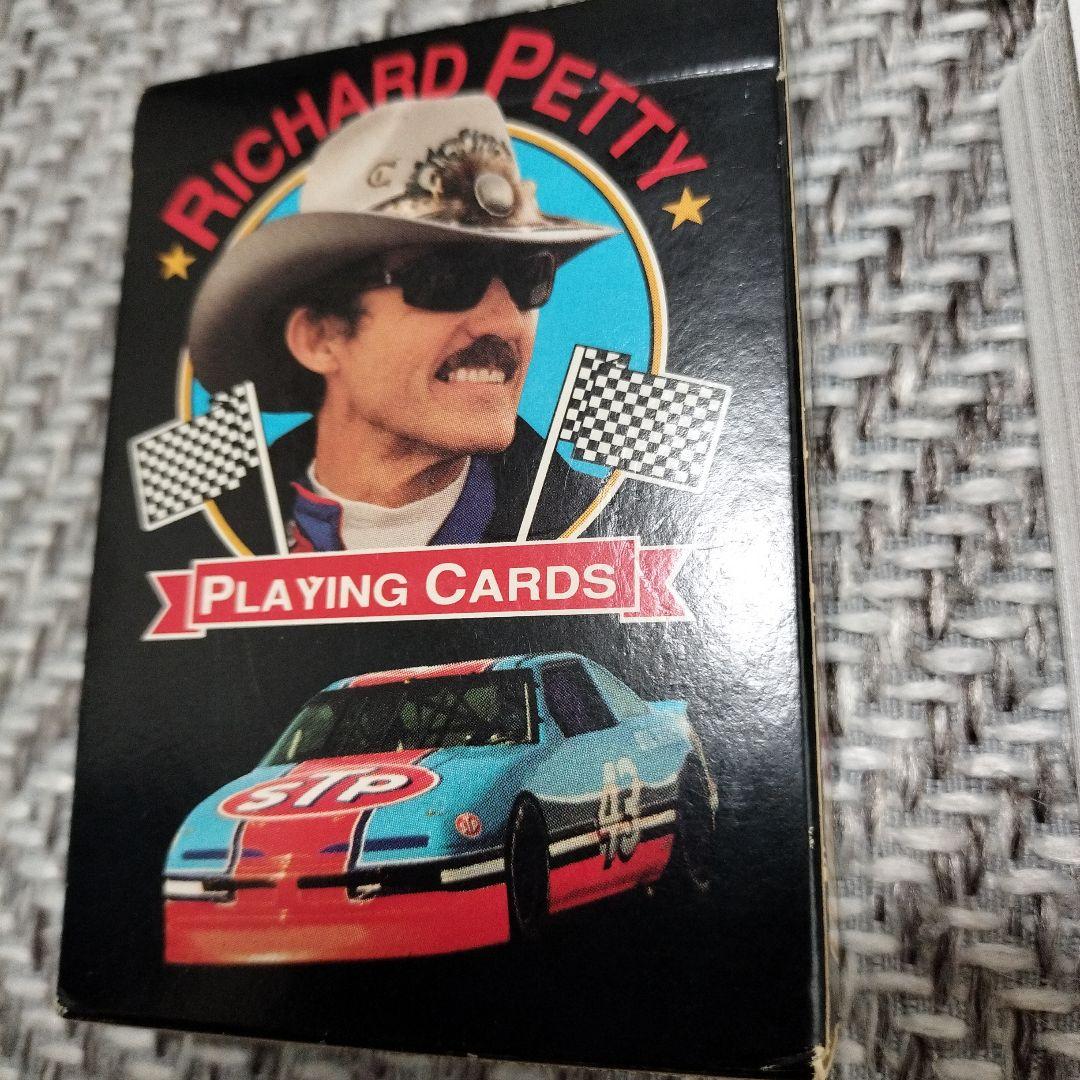 RICHARD PETTY
PLAYING CARDS
STP
43